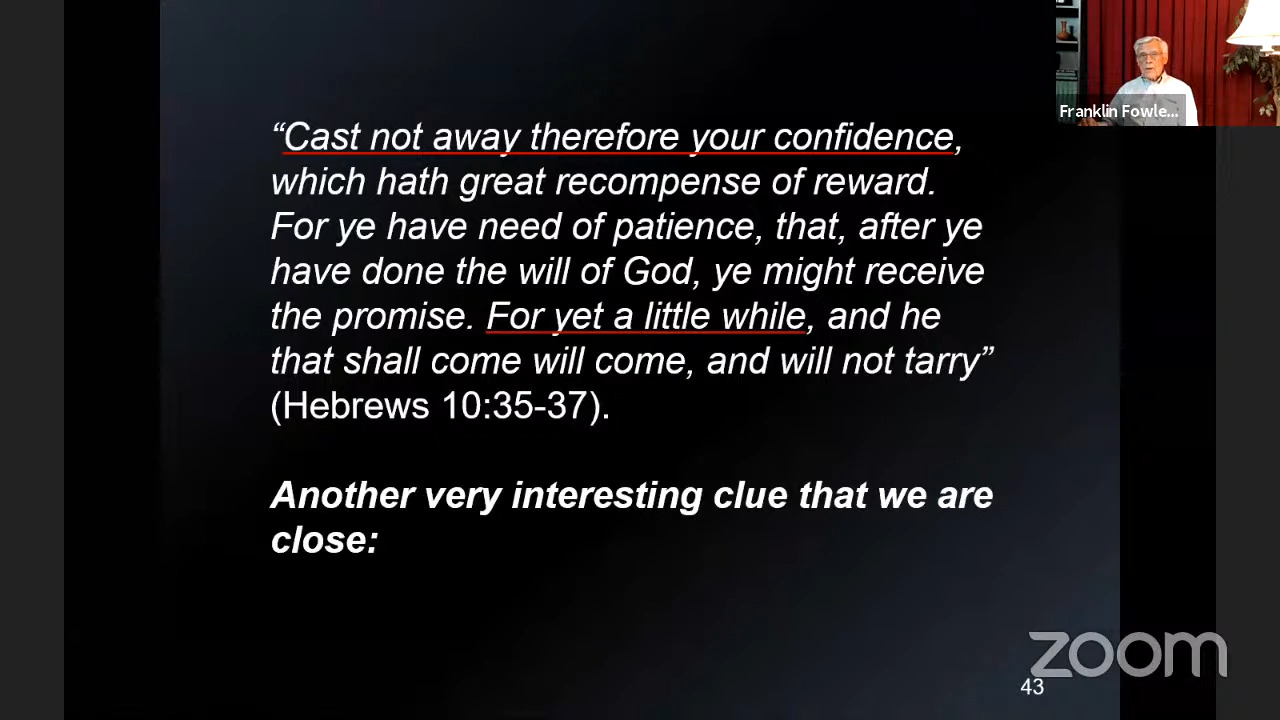 Franklin Fowle...
“Cast not away therefore your confidence,
which hath great recompense of reward.
For ye have need of patience, that, after ye
have done the will of God, ye might receive
the promise. For yet a little while, and he
that shall come will come, and will not tarry”
(Hebrews 10:35-37).
Another very interesting clue that we are
close:
zoom
43